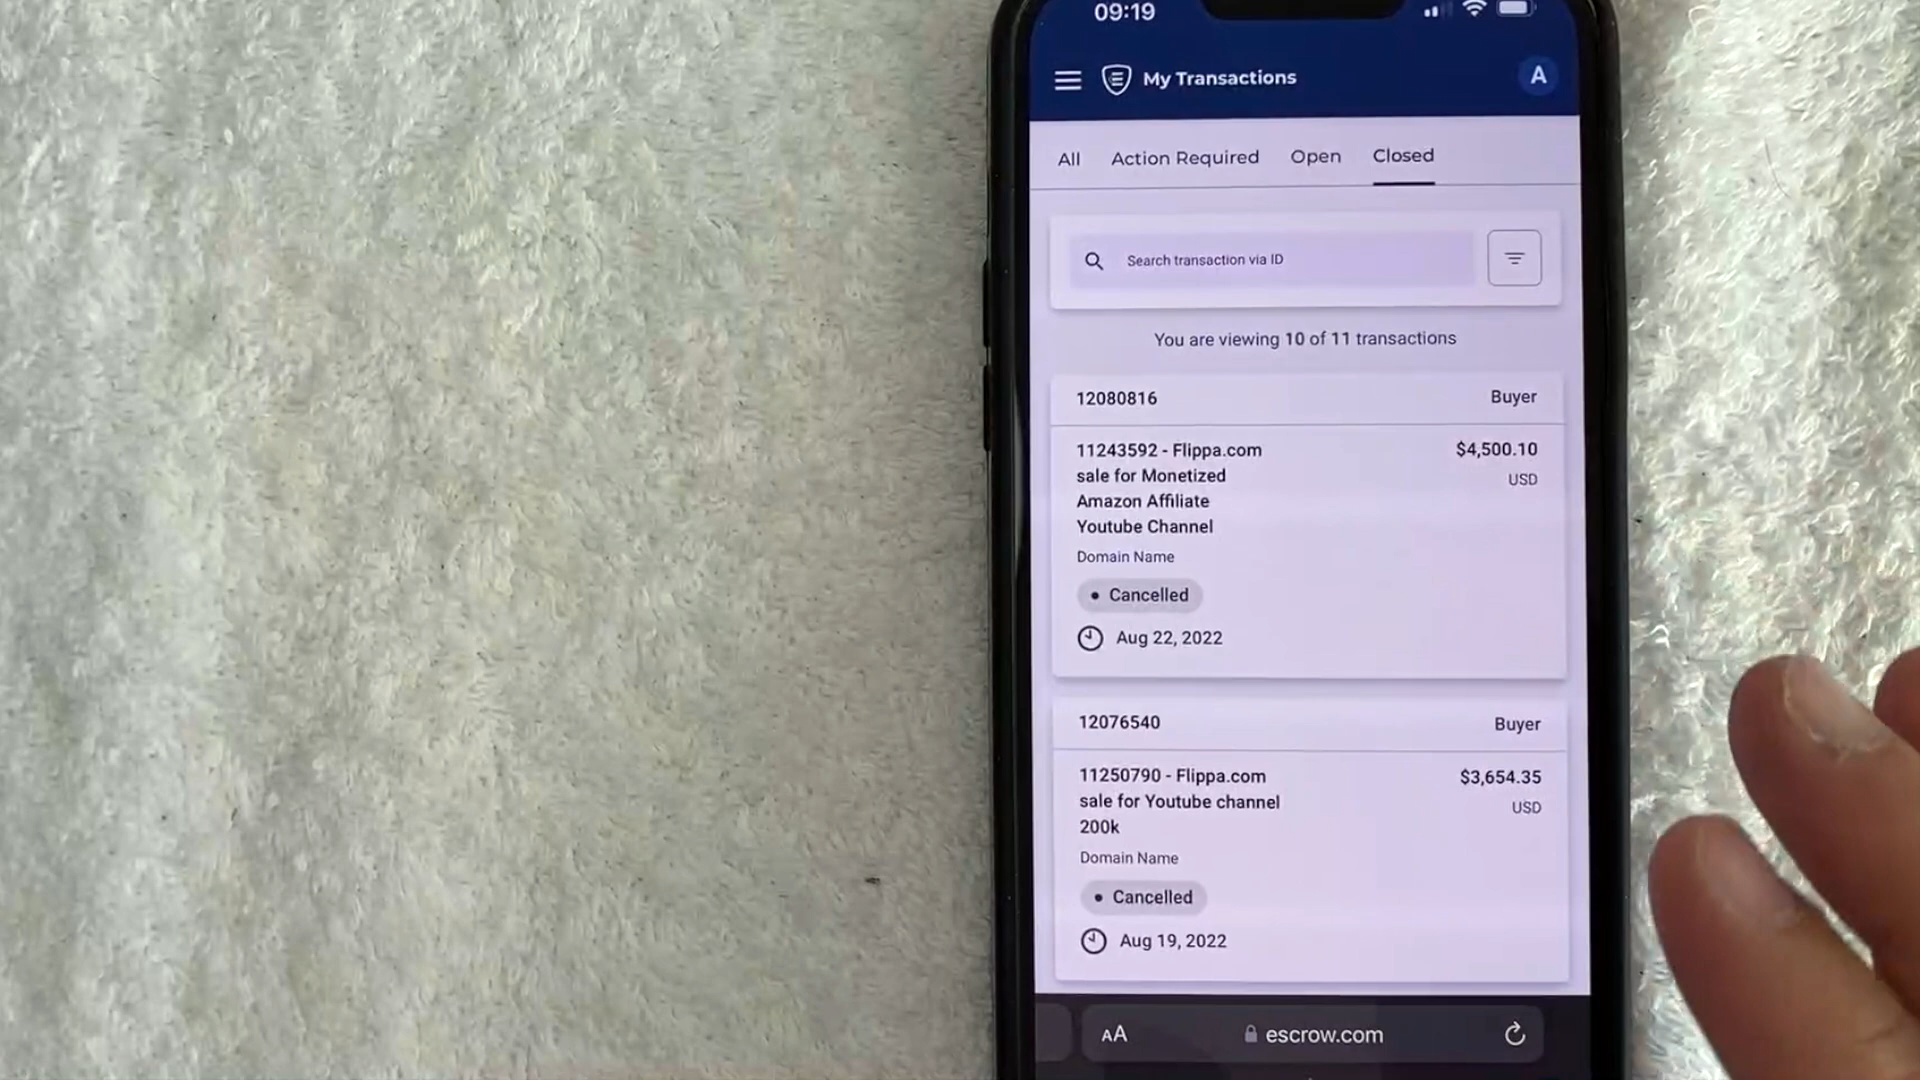 09:19
My Transactions
A
All Action Required Open Closed
Search transaction via ID
You are viewing 10 of 11 transactions
12080816 Buyer
11243592 - Flippa.com $4,500.10
sale for Monetized USD
Amazon Affiliate
Youtube Channel
Domain Name
• Cancelled
Aug 22, 2022
12076540 Buyer
11250790 - Flippa.com $3,654.35
sale for Youtube channel USD
200k
Domain Name
• Cancelled
Aug 19, 2022
AA escrow.com